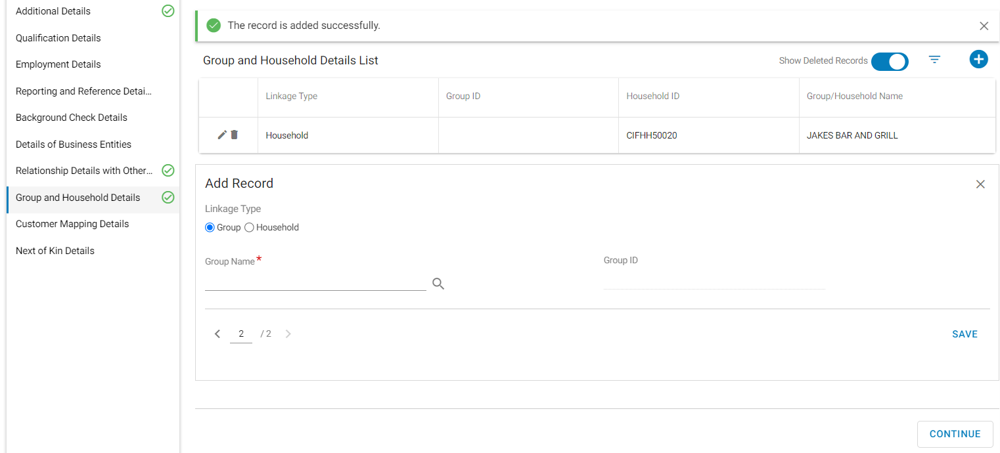 Additional Details
Qualification Details
Employment Details
Reporting and Reference Detai...
Background Check Details
Details of Business Entities
Relationship Details with Other...
Group and Household Details
Customer Mapping Details
Next of Kin Details
The record is added successfully.
Group and Household Details List
Show Deleted Records
Linkage Type Group ID Household ID Group/Household Name
Household CIFHH50020 JAKES BAR AND GRILL
Add Record
Linkage Type
Group Household
Group Name* Group ID
2 / 2
SAVE
CONTINUE